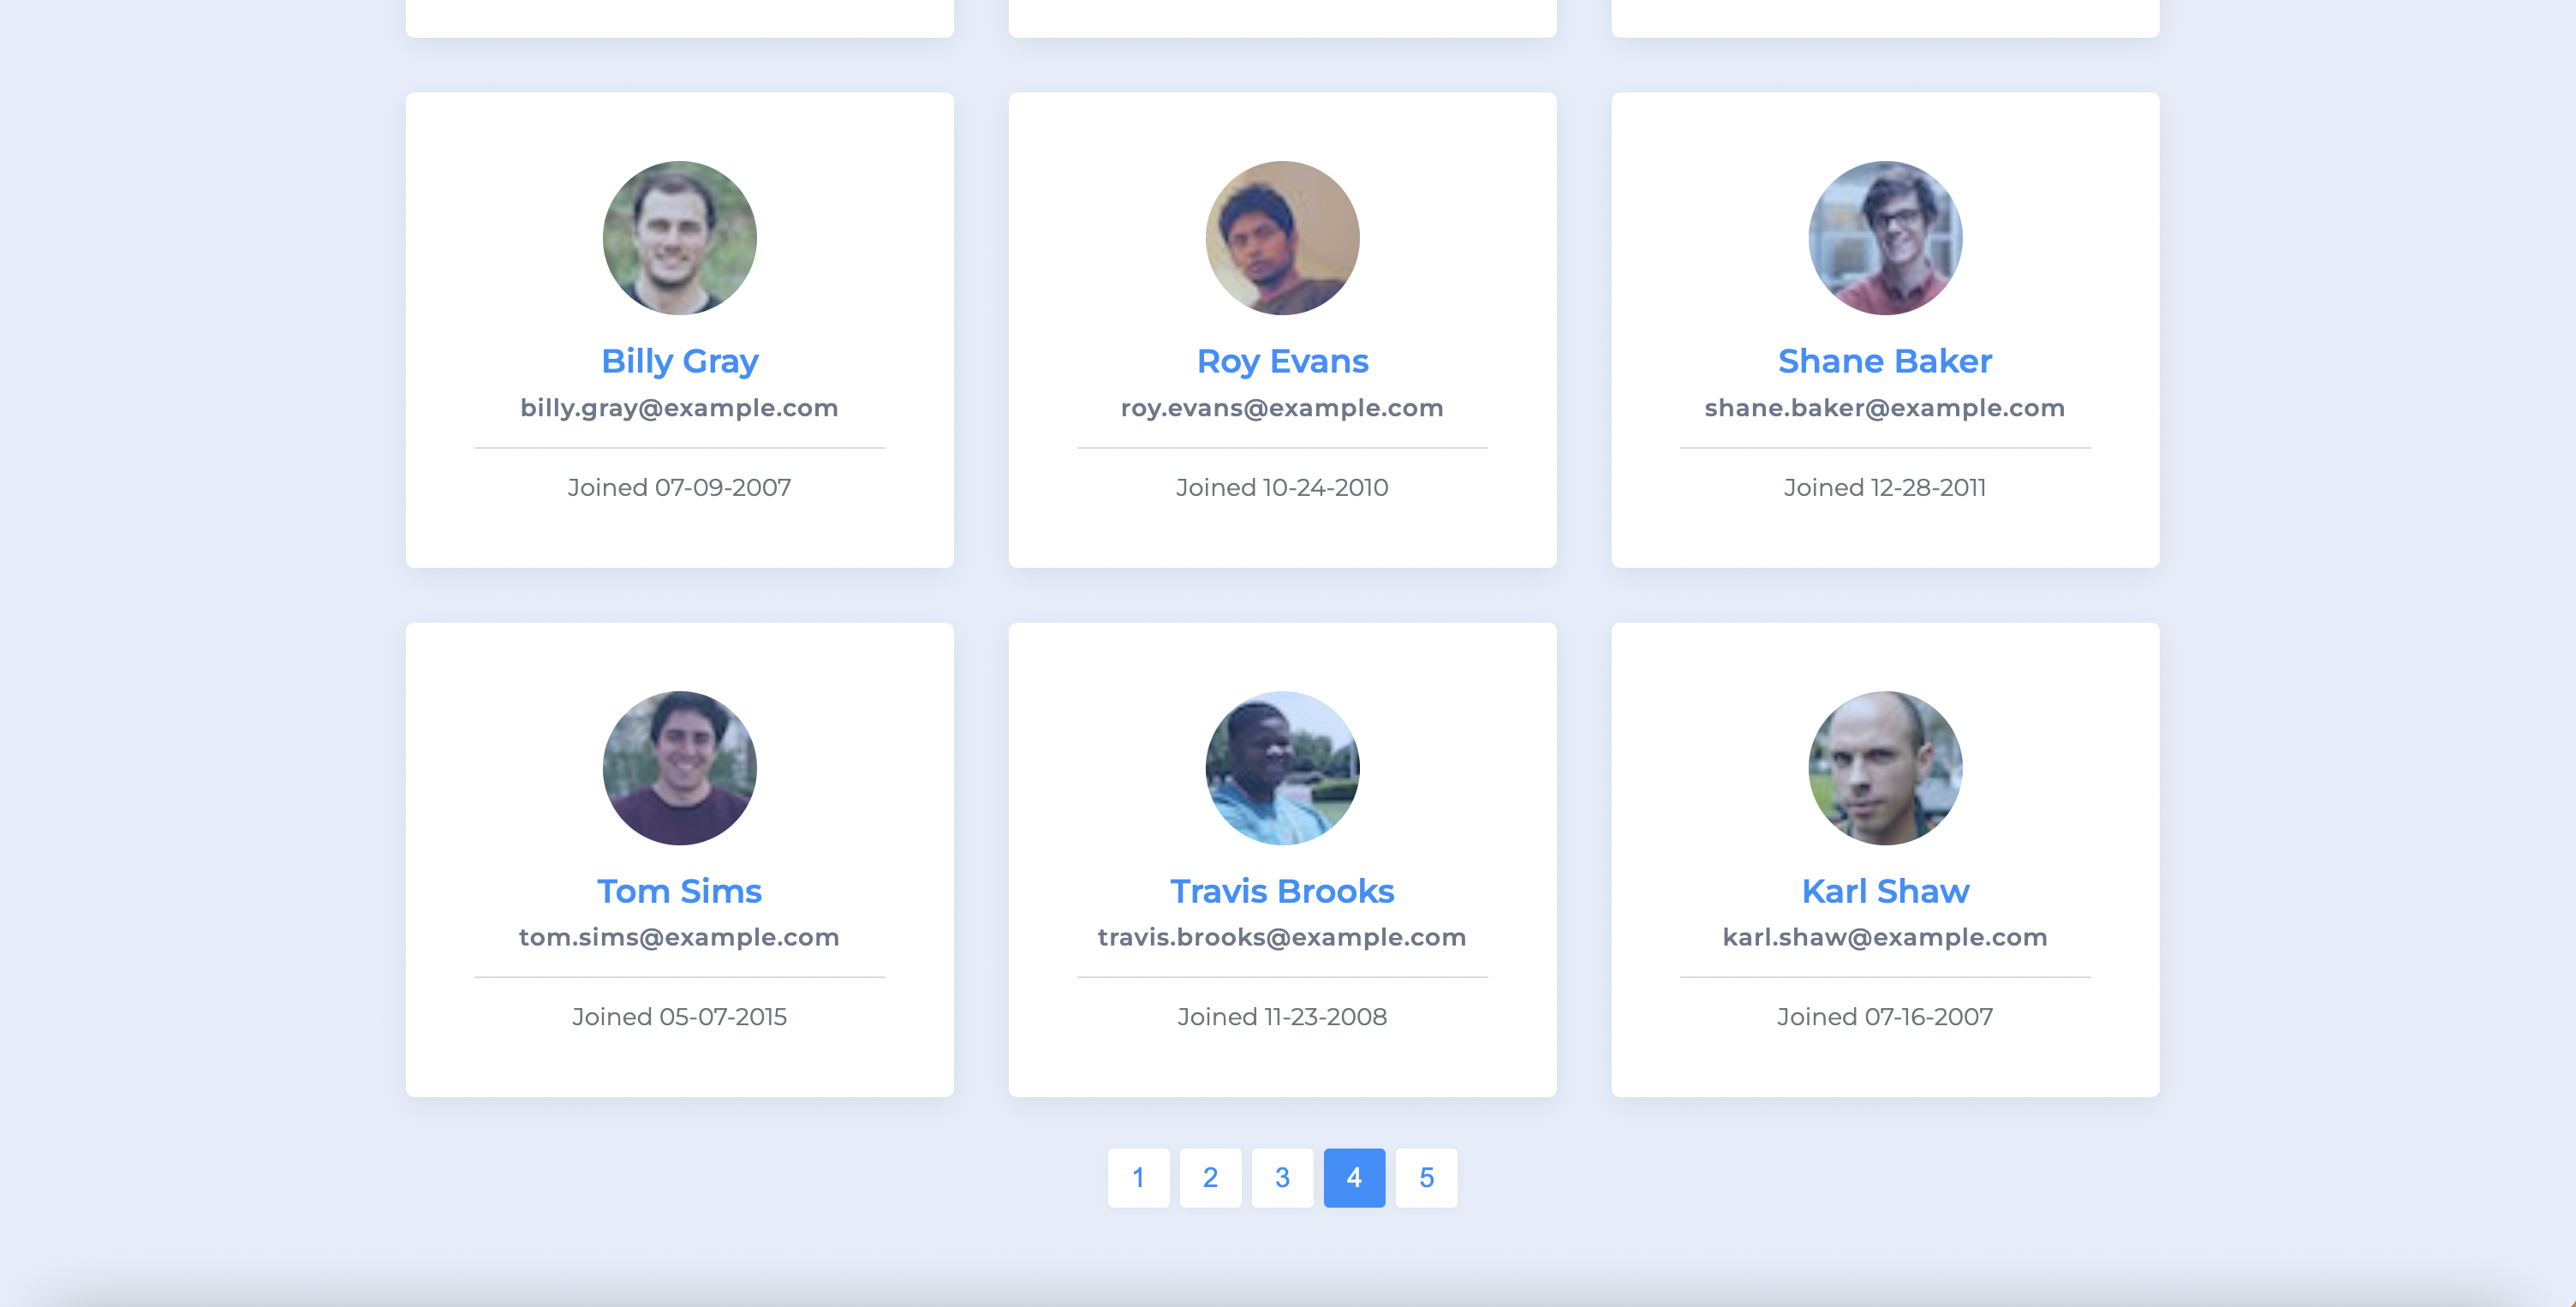 Billy Gray
billy.gray@example.com
Joined 07-09-2007
Roy Evans
roy.evans@example.com
Joined 10-24-2010
Shane Baker
shane.baker@example.com
Joined 12-28-2011
Tom Sims
tom.sims@example.com
Joined 05-07-2015
Travis Brooks
travis.brooks@example.com
Joined 11-23-2008
Karl Shaw
karl.shaw@example.com
Joined 07-16-2007
1 2 3 4 5